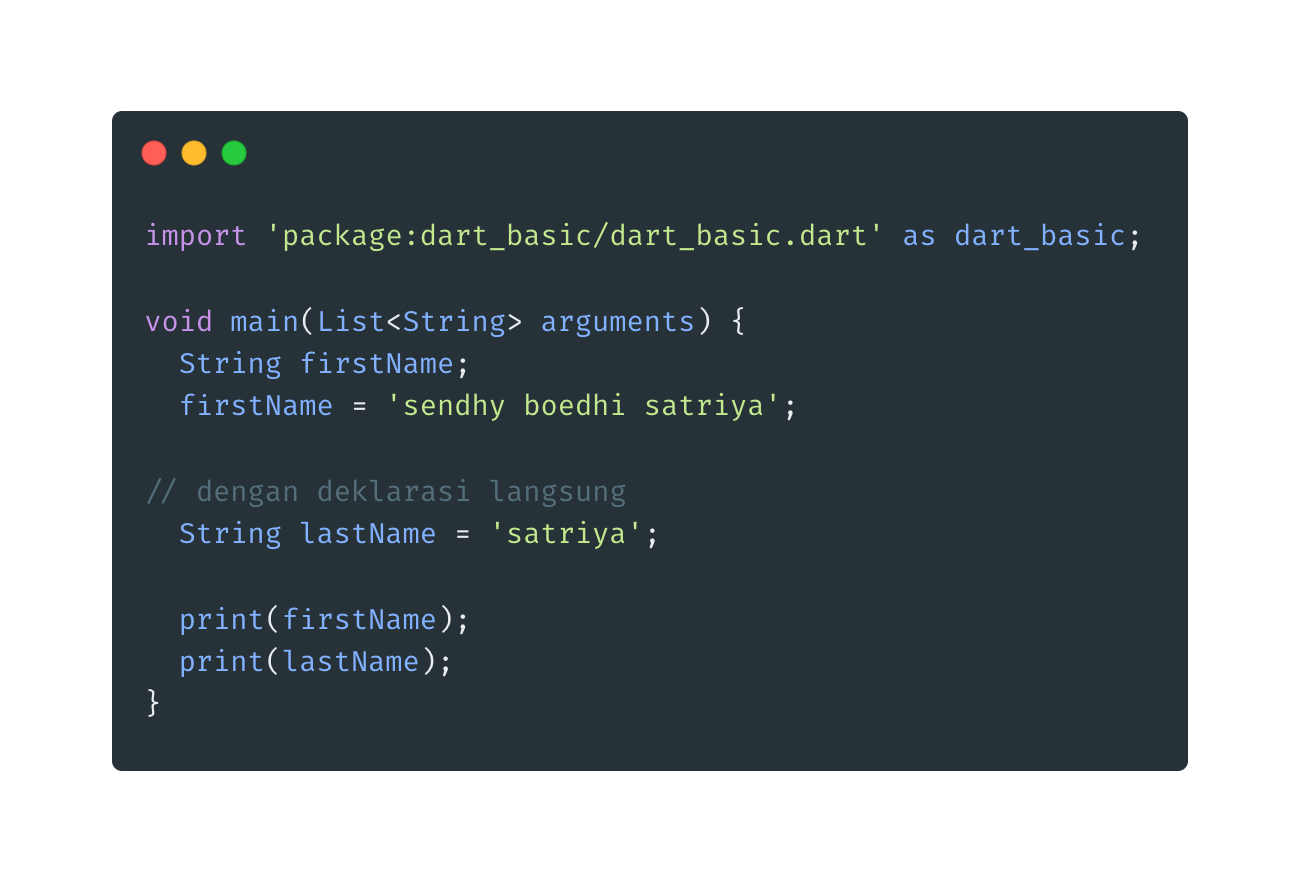 import 'package:dart_basic/dart_basic.dart' as dart_basic;
void main(List<String> arguments) {
String firstName;
firstName = 'sendhy boedhi satriya';
// dengan deklarasi langsung
String lastName = 'satriya';
print(firstName);
print(lastName);
}